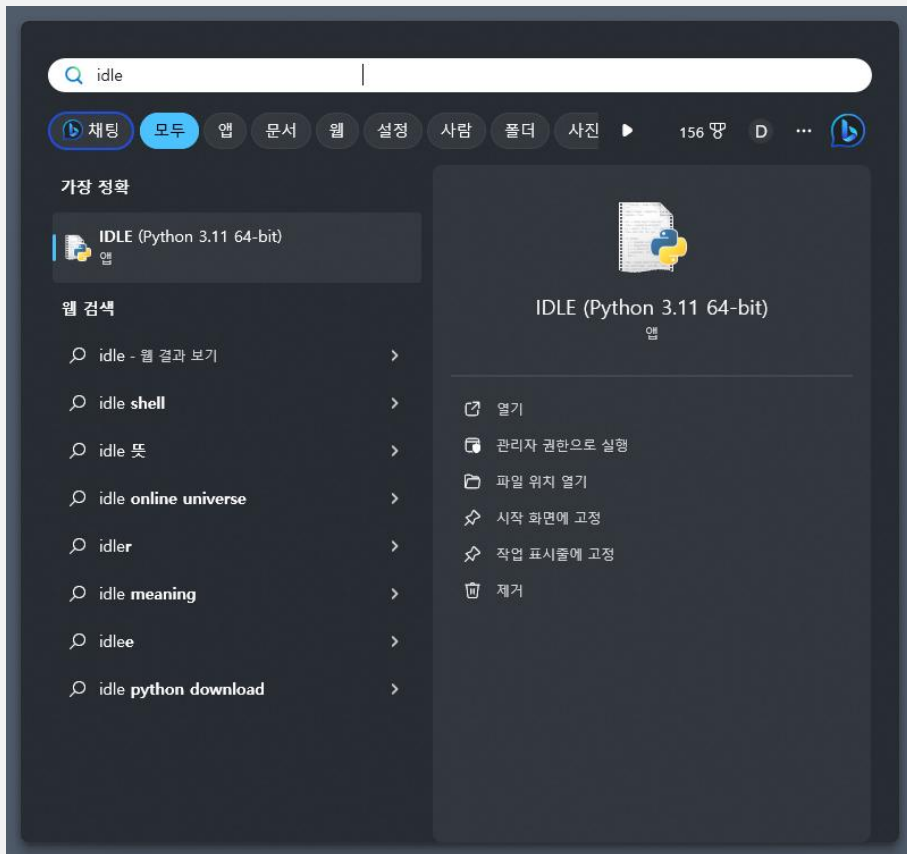 idle
채팅 모두 앱 문서 웹 설정 사람 폴더 사진 156 D ···
가장 정확
IDLE (Python 3.11 64-bit)
앱
웹 검색
idle - 웹 결과 보기
idle shell
idle 뜻
idle online universe
idler
idle meaning
idlee
idle python download
IDLE (Python 3.11 64-bit)
앱
열기
관리자 권한으로 실행
파일 위치 열기
시작 화면에 고정
작업 표시줄에 고정
제거